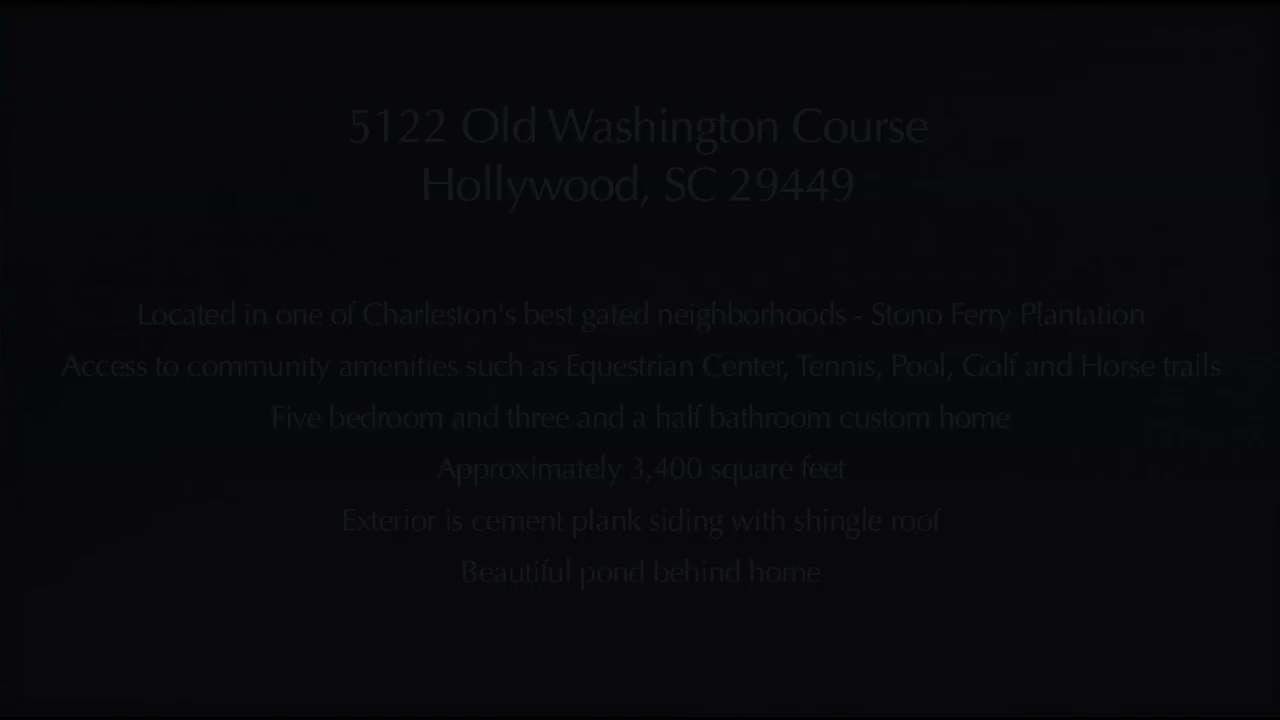 5122 Old Washington Course
Hollywood, SC 29449
Located in one of Charleston's best gated neighborhoods - Stono Ferry Plantation
Access to community amenities such as Equestrian Center, Tennis, Pool, Golf and Horse trails
Five bedroom and three and a half bathroom custom home
Approximately 3,400 square feet
Exterior is cement plank siding with shingle roof
Beautiful pond behind home